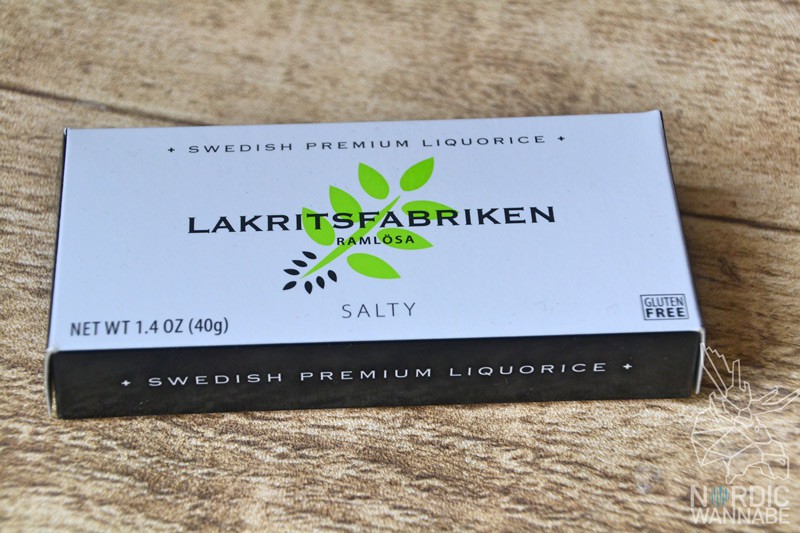 + SWEDISH PREMIUM LIQUORICE +
LAKRITSFABRIKEN
RAMLÖSA
SALTY
NET WT 1.4 OZ (40g)
GLUTEN
FREE
+ SWEDISH PREMIUM LIQUORICE +
NORDIC
WANNABE